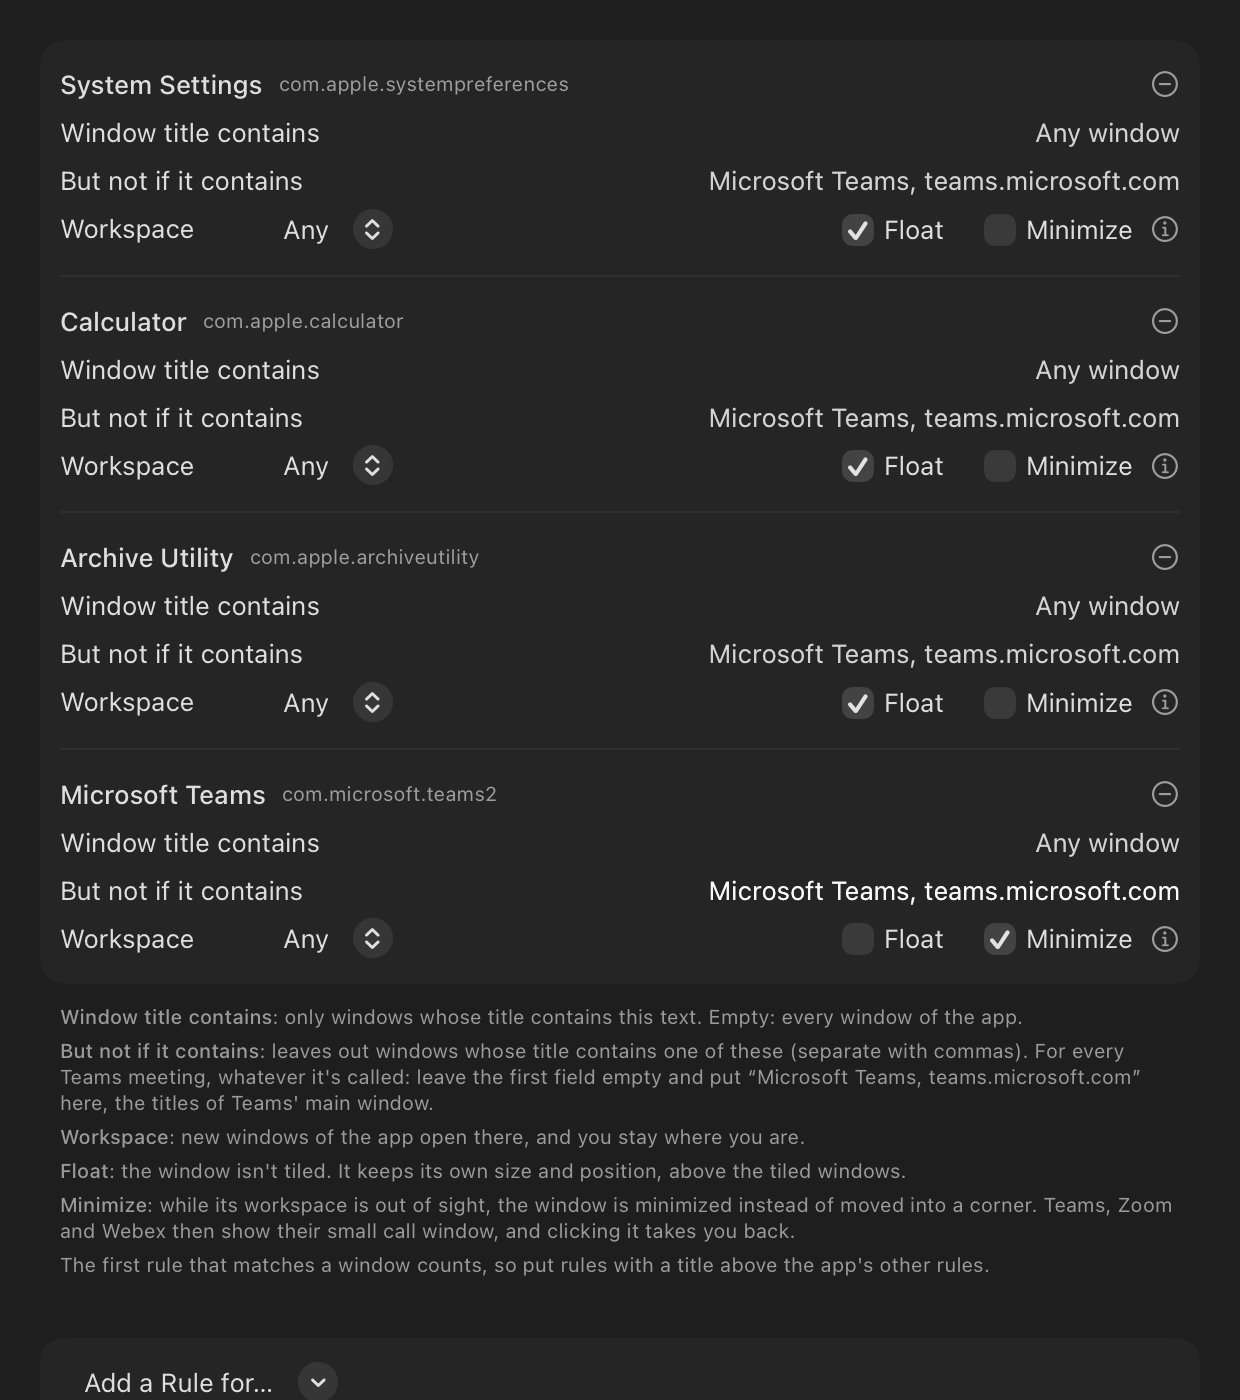 System Settings com.apple.systempreferences
Window title contains Any window
But not if it contains Microsoft Teams, teams.microsoft.com
Workspace Any Float Minimize
Calculator com.apple.calculator
Window title contains Any window
But not if it contains Microsoft Teams, teams.microsoft.com
Workspace Any Float Minimize
Archive Utility com.apple.archiveutility
Window title contains Any window
But not if it contains Microsoft Teams, teams.microsoft.com
Workspace Any Float Minimize
Microsoft Teams com.microsoft.teams2
Window title contains Any window
But not if it contains Microsoft Teams, teams.microsoft.com
Workspace Any Float Minimize
Window title contains: only windows whose title contains this text. Empty: every window of the app.
But not if it contains: leaves out windows whose title contains one of these (separate with commas). For every
Teams meeting, whatever it's called: leave the first field empty and put “Microsoft Teams, teams.microsoft.com”
here, the titles of Teams' main window.
Workspace: new windows of the app open there, and you stay where you are.
Float: the window isn't tiled. It keeps its own size and position, above the tiled windows.
Minimize: while its workspace is out of sight, the window is minimized instead of moved into a corner. Teams, Zoom
and Webex then show their small call window, and clicking it takes you back.
The first rule that matches a window counts, so put rules with a title above the app's other rules.
Add a Rule for...